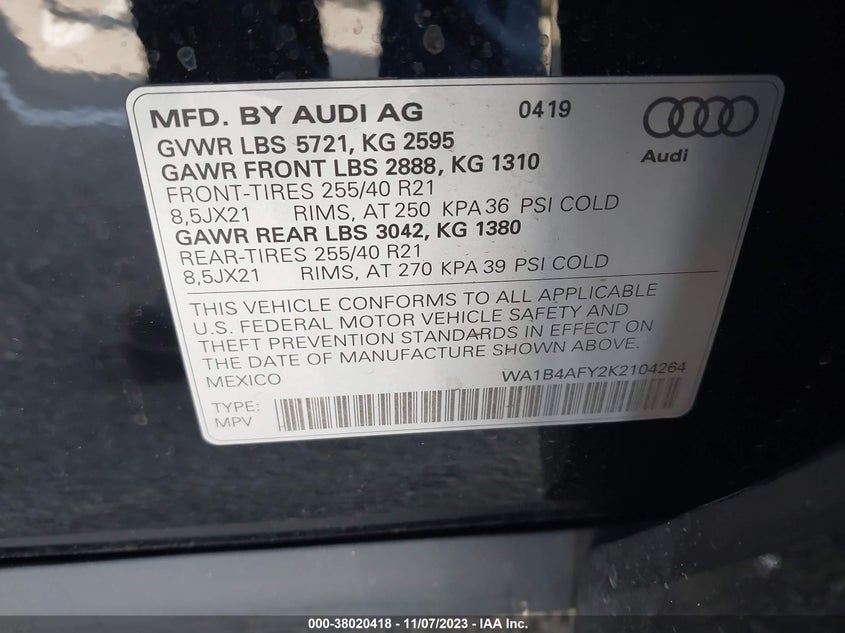 MFD. BY AUDI AG 0419
GVWR LBS 5721, KG 2595
GAWR FRONT LBS 2888, KG 1310
FRONT-TIRES 255/40 R21
8,5JX21 RIMS, AT 250 KPA 36 PSI COLD
GAWR REAR LBS 3042, KG 1380
REAR-TIRES 255/40 R21
8,5JX21 RIMS, AT 270 KPA 39 PSI COLD
Audi
THIS VEHICLE CONFORMS TO ALL APPLICABLE
U.S. FEDERAL MOTOR VEHICLE SAFETY AND
THEFT PREVENTION STANDARDS IN EFFECT ON
THE DATE OF MANUFACTURE SHOWN ABOVE.
MEXICO WA1B4AFY2K2104264
TYPE:
MPV
000-38020418 - 11/07/2023 - IAA Inc.